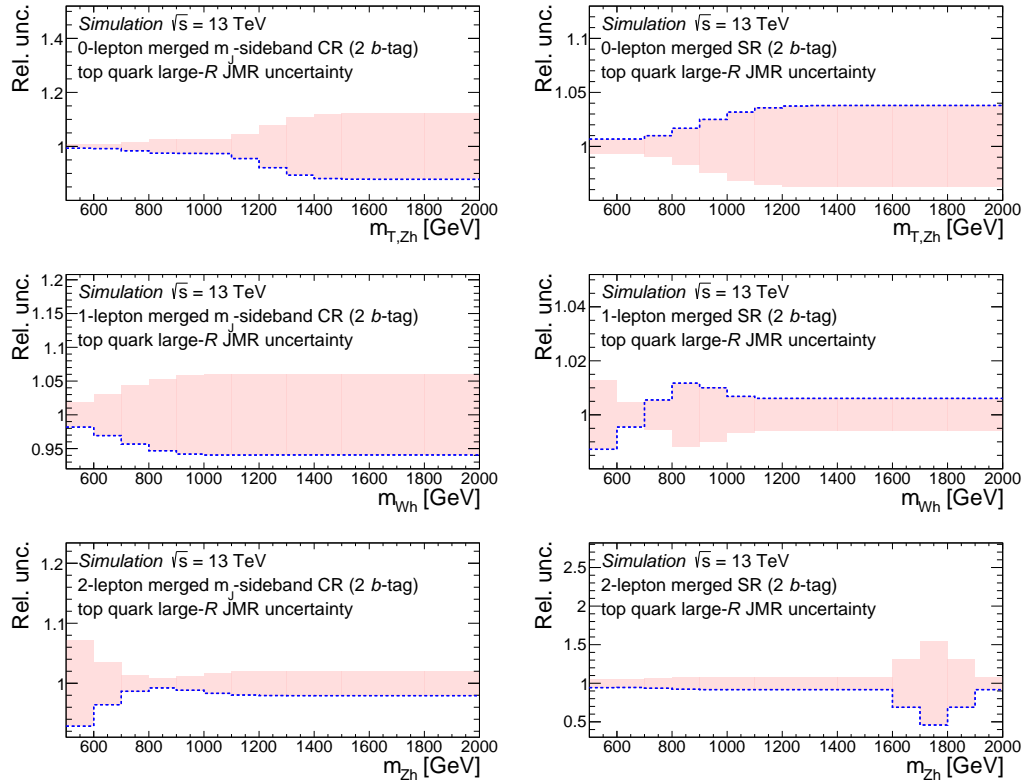 Rel. unc.
Simulation √s = 13 TeV
0-lepton merged m_J-sideband CR (2 b-tag)
top quark large-R JMR uncertainty
1.4
1.2
1
600 800 1000 1200 1400 1600 1800 2000
m_T,Zh [GeV]
Rel. unc.
Simulation √s = 13 TeV
0-lepton merged SR (2 b-tag)
top quark large-R JMR uncertainty
1.1
1.05
1
600 800 1000 1200 1400 1600 1800 2000
m_T,Zh [GeV]
Rel. unc.
Simulation √s = 13 TeV
1-lepton merged m_J-sideband CR (2 b-tag)
top quark large-R JMR uncertainty
1.2
1.15
1.1
1.05
1
0.95
600 800 1000 1200 1400 1600 1800 2000
m_Wh [GeV]
Rel. unc.
Simulation √s = 13 TeV
1-lepton merged SR (2 b-tag)
top quark large-R JMR uncertainty
1.04
1.02
1
600 800 1000 1200 1400 1600 1800 2000
m_Wh [GeV]
Rel. unc.
Simulation √s = 13 TeV
2-lepton merged m_J-sideband CR (2 b-tag)
top quark large-R JMR uncertainty
1.2
1.1
1
600 800 1000 1200 1400 1600 1800 2000
m_Zh [GeV]
Rel. unc.
Simulation √s = 13 TeV
2-lepton merged SR (2 b-tag)
top quark large-R JMR uncertainty
2.5
2
1.5
1
0.5
600 800 1000 1200 1400 1600 1800 2000
m_Zh [GeV]